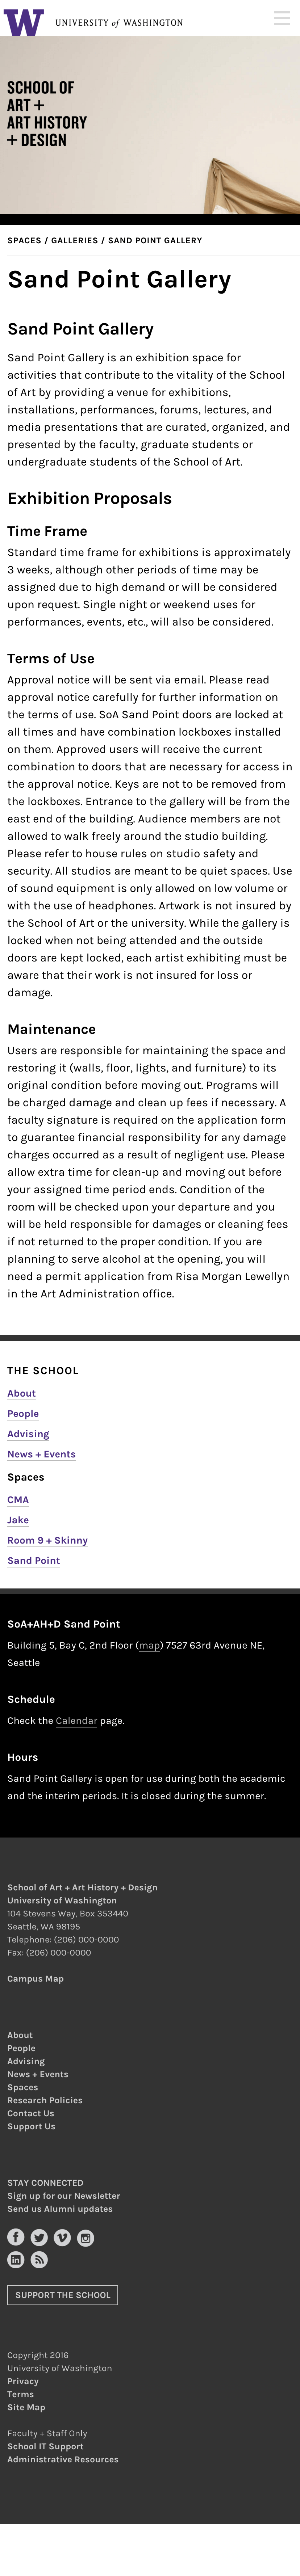 W UNIVERSITY of WASHINGTON
SCHOOL OF
ART +
ART HISTORY
+ DESIGN
SPACES / GALLERIES / SAND POINT GALLERY
Sand Point Gallery
Sand Point Gallery
Sand Point Gallery is an exhibition space for
activities that contribute to the vitality of the School
of Art by providing a venue for exhibitions,
installations, performances, forums, lectures, and
media presentations that are curated, organized, and
presented by the faculty, graduate students or
undergraduate students of the School of Art.
Exhibition Proposals
Time Frame
Standard time frame for exhibitions is approximately
3 weeks, although other periods of time may be
assigned due to high demand or will be considered
upon request. Single night or weekend uses for
performances, events, etc., will also be considered.
Terms of Use
Approval notice will be sent via email. Please read
approval notice carefully for further information on
the terms of use. SoA Sand Point doors are locked at
all times and have combination lockboxes installed
on them. Approved users will receive the current
combination to doors that are necessary for access in
the approval notice. Keys are not to be removed from
the lockboxes. Entrance to the gallery will be from the
east end of the building. Audience members are not
allowed to walk freely around the studio building.
Please refer to house rules on studio safety and
security. All studios are meant to be quiet spaces. Use
of sound equipment is only allowed on low volume or
with the use of headphones. Artwork is not insured by
the School of Art or the university. While the gallery is
locked when not being attended and the outside
doors are kept locked, each artist exhibiting must be
aware that their work is not insured for loss or
damage.
Maintenance
Users are responsible for maintaining the space and
restoring it (walls, floor, lights, and furniture) to its
original condition before moving out. Programs will
be charged damage and clean up fees if necessary. A
faculty signature is required on the application form
to guarantee financial responsibility for any damage
charges occurred as a result of negligent use. Please
allow extra time for clean-up and moving out before
your assigned time period ends. Condition of the
room will be checked upon your departure and you
will be held responsible for damages or cleaning fees
if not returned to the proper condition. If you are
planning to serve alcohol at the opening, you will
need a permit application from Risa Morgan Lewellyn
in the Art Administration office.
THE SCHOOL
About
People
Advising
News + Events
Spaces
CMA
Jake
Room 9 + Skinny
Sand Point
SoA+AH+D Sand Point
Building 5, Bay C, 2nd Floor (map) 7527 63rd Avenue NE,
Seattle
Schedule
Check the Calendar page.
Hours
Sand Point Gallery is open for use during both the academic
and the interim periods. It is closed during the summer.
School of Art + Art History + Design
University of Washington
104 Stevens Way, Box 353440
Seattle, WA 98195
Telephone: (206) 000-0000
Fax: (206) 000-0000
Campus Map
About
People
Advising
News + Events
Spaces
Research Policies
Contact Us
Support Us
STAY CONNECTED
Sign up for our Newsletter
Send us Alumni updates
SUPPORT THE SCHOOL
Copyright 2016
University of Washington
Privacy
Terms
Site Map
Faculty + Staff Only
School IT Support
Administrative Resources